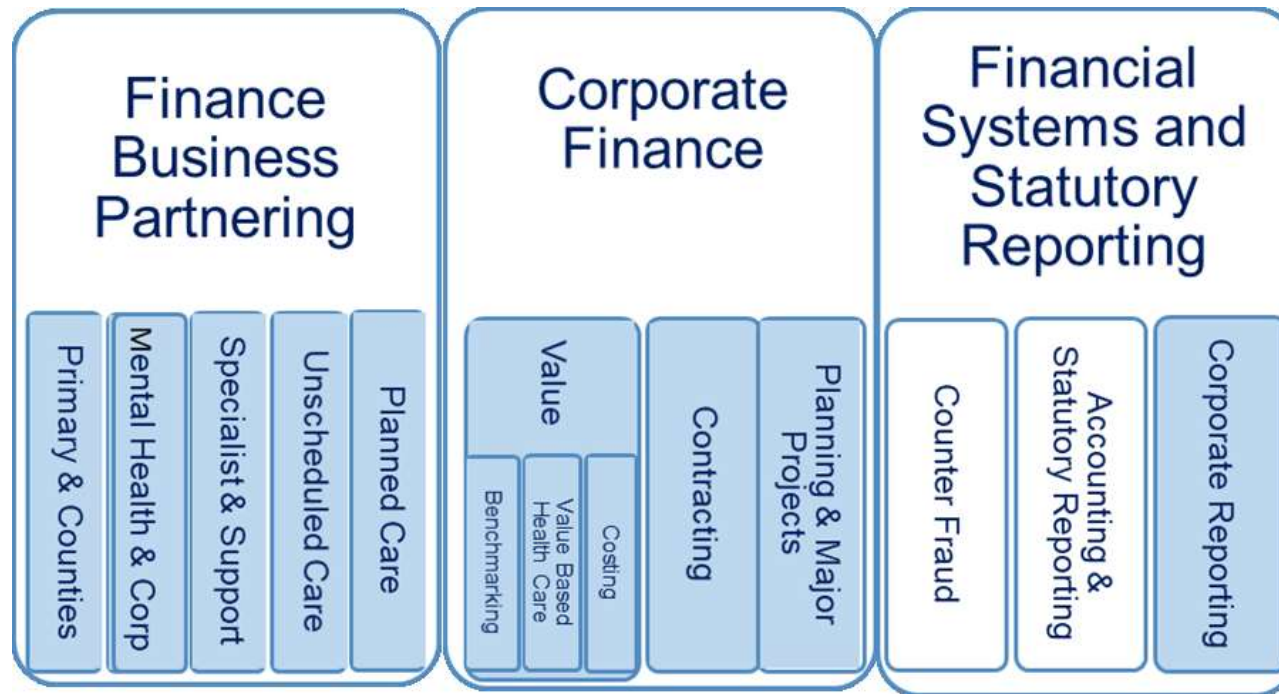 Finance
Business
Partnering
Primary & Counties
Mental Health & Corp
Specialist & Support
Unscheduled Care
Planned Care
Corporate
Finance
Value
Benchmarking
Value Based
Health Care
Costing
Contracting
Planning & Major
Projects
Financial
Systems and
Statutory
Reporting
Counter Fraud
Accounting &
Statutory Reporting
Corporate Reporting